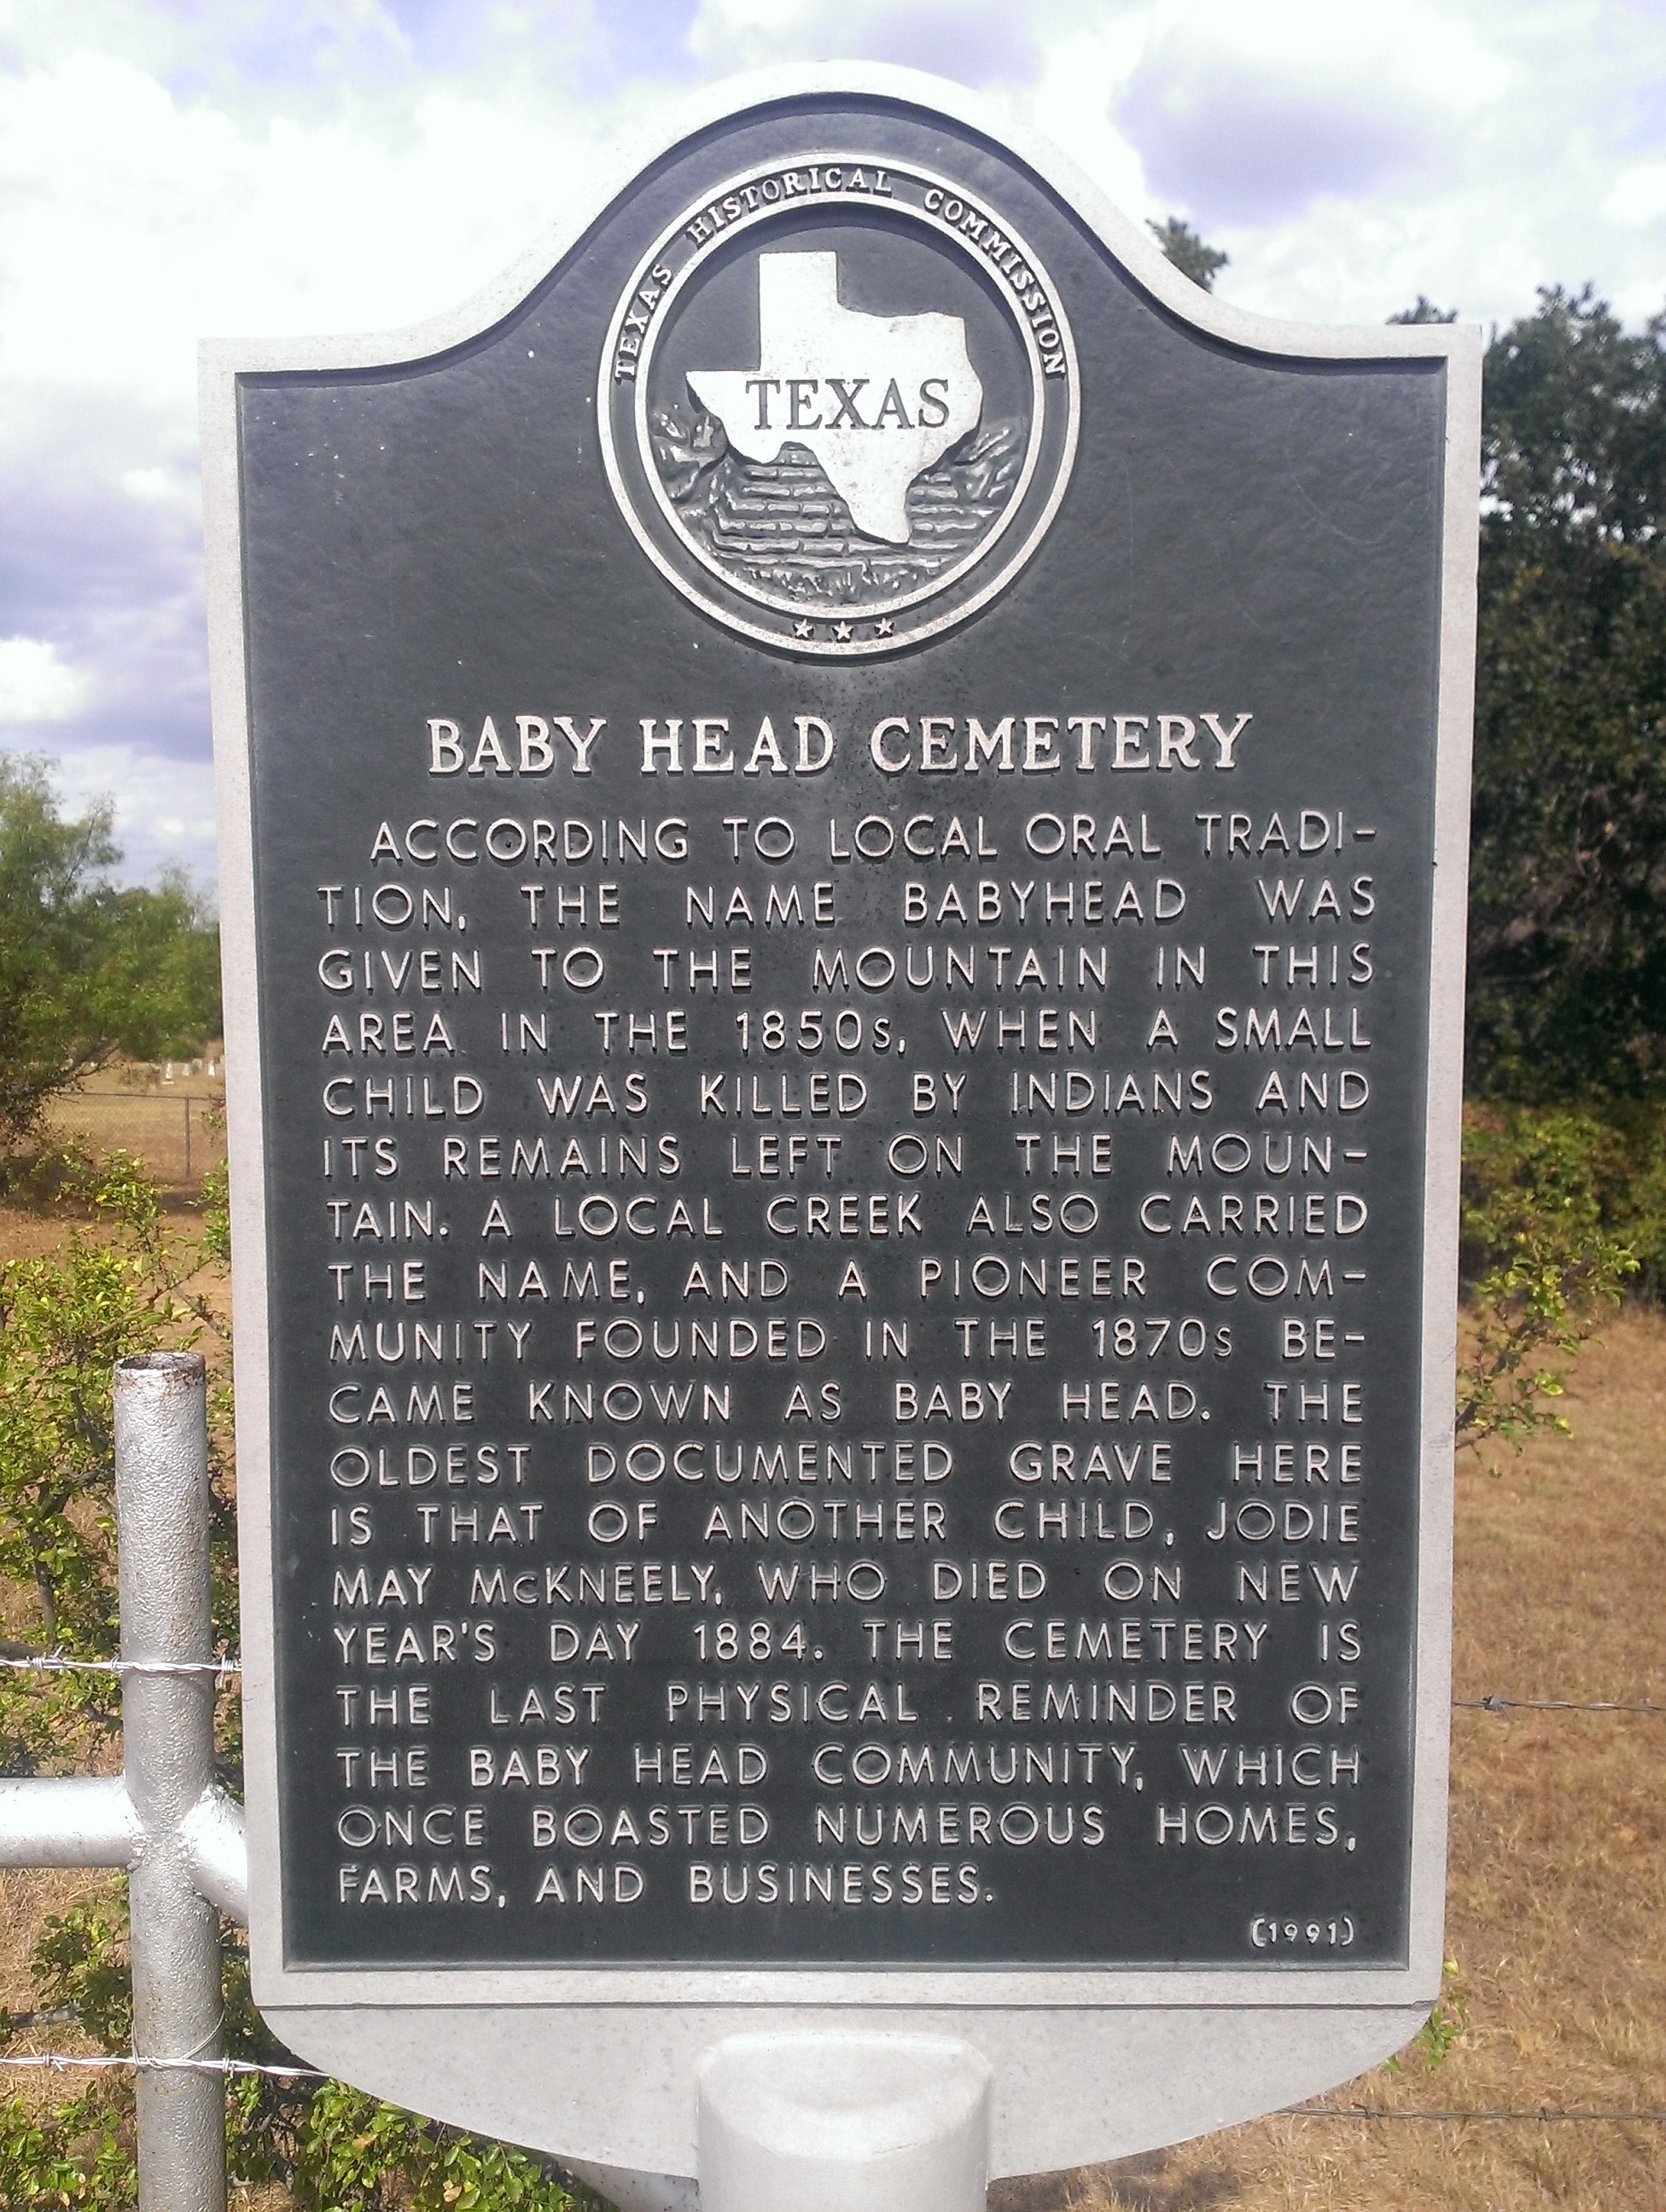 TEXAS HISTORICAL COMMISSION
TEXAS
BABY HEAD CEMETERY
ACCORDING TO LOCAL ORAL TRADI-
TION, THE NAME BABYHEAD WAS
GIVEN TO THE MOUNTAIN IN THIS
AREA IN THE 1850s, WHEN A SMALL
CHILD WAS KILLED BY INDIANS AND
ITS REMAINS LEFT ON THE MOUN-
TAIN. A LOCAL CREEK ALSO CARRIED
THE NAME, AND A PIONEER COM-
MUNITY FOUNDED IN THE 1870s BE-
CAME KNOWN AS BABY HEAD. THE
OLDEST DOCUMENTED GRAVE HERE
IS THAT OF ANOTHER CHILD, JODIE
MAY McKNEELY, WHO DIED ON NEW
YEAR'S DAY 1884. THE CEMETERY IS
THE LAST PHYSICAL REMINDER OF
THE BABY HEAD COMMUNITY, WHICH
ONCE BOASTED NUMEROUS HOMES,
FARMS, AND BUSINESSES.
(1991)